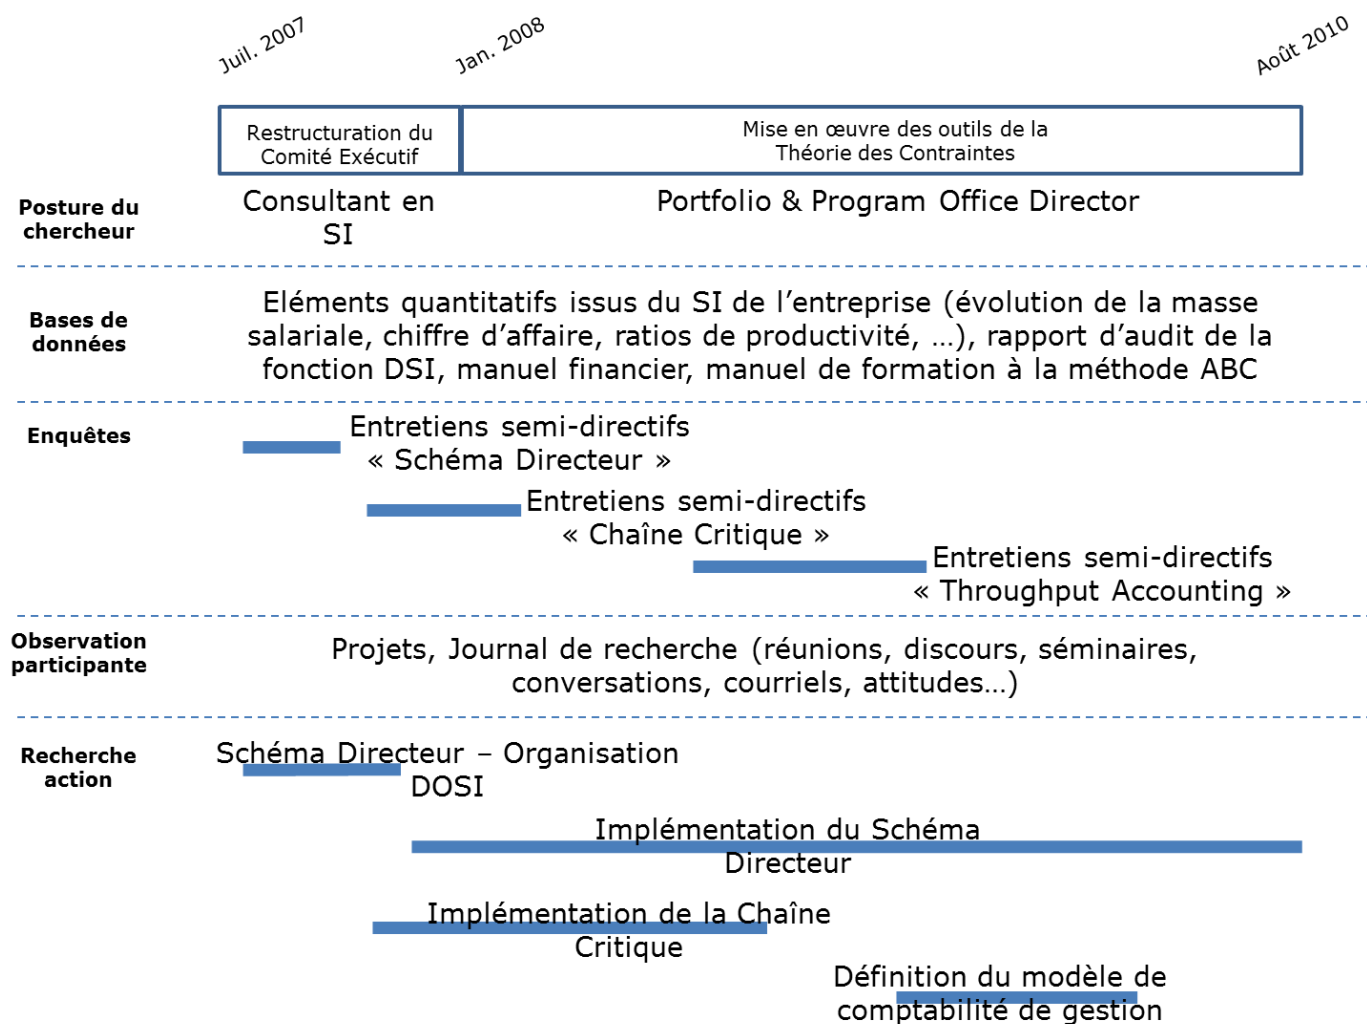 Juil. 2007
Jan. 2008
Août 2010
Restructuration du
Comité Exécutif
Mise en œuvre des outils de la
Théorie des Contraintes
Posture du
chercheur
Consultant en
SI
Portfolio & Program Office Director
Bases de
données
Eléments quantitatifs issus du SI de l’entreprise (évolution de la masse
salariale, chiffre d’affaire, ratios de productivité, …), rapport d’audit de la
fonction DSI, manuel financier, manuel de formation à la méthode ABC
Enquêtes
Entretiens semi-directifs
« Schéma Directeur »
Entretiens semi-directifs
« Chaîne Critique »
Entretiens semi-directifs
« Throughput Accounting »
Observation
participante
Projets, Journal de recherche (réunions, discours, séminaires,
conversations, courriels, attitudes…)
Recherche
action
Schéma Directeur – Organisation
DOSI
Implémentation du Schéma
Directeur
Implémentation de la Chaîne
Critique
Définition du modèle de
comptabilité de gestion